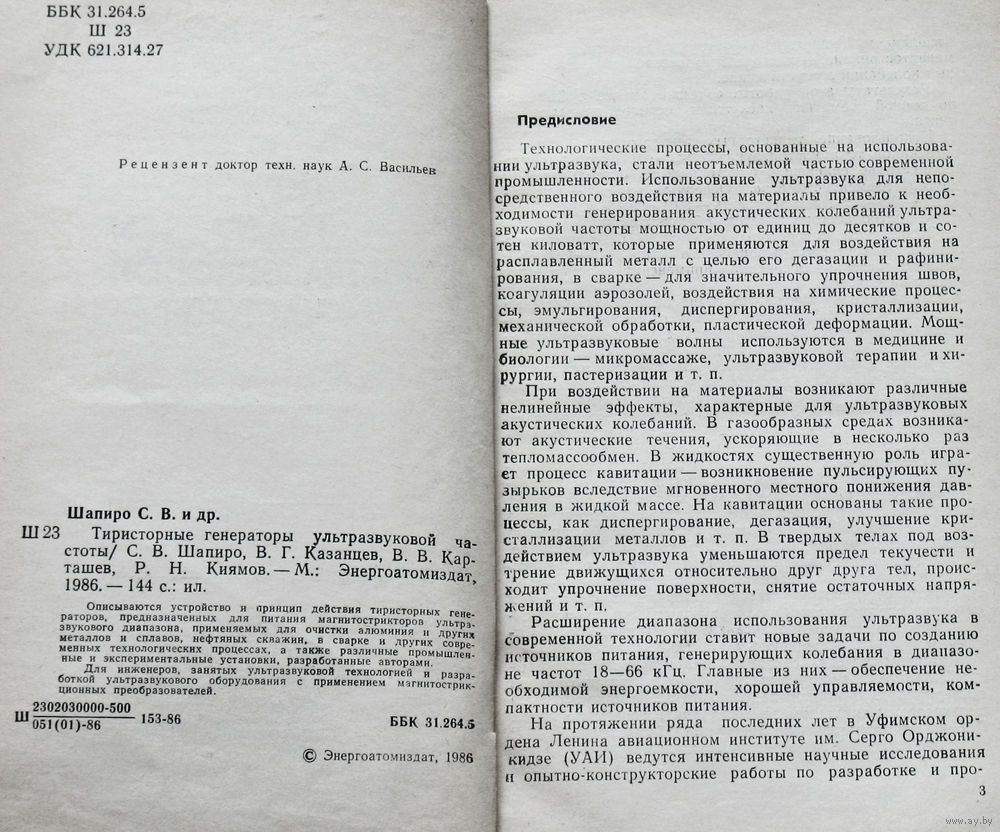 ББК 31.264.5
Ш 23
УДК 621.314.27
Рецензент доктор техн. наук А. С. Васильев
Шапиро С. В. и др.
Ш 23 Тиристорные генераторы ультразвуковой ча-
стоты/ С. В. Шапиро, В. Г. Казанцев, В. В. Кар-
ташев, Р. Н. Киямов. — М.: Энергоатомиздат,
1986. — 144 с.: ил.
Описываются устройство и принцип действия тиристорных гене-
раторов, предназначенных для питания магнитострикторов ультра-
звукового диапазона, применяемых для очистки алюминия и других
металлов и сплавов, нефтяных скважин, в сварке и других совре-
менных технологических процессах, а также различные промышлен-
ные и экспериментальные установки, разработанные авторами.
Для инженеров, занятых ультразвуковой технологией и разра-
боткой ультразвукового оборудования с применением магнитострик-
ционных преобразователей.
Ш 2302030000-500
051(01)-86 153-86
ББК 31.264.5
© Энергоатомиздат, 1986
Предисловие
Технологические процессы, основанные на использова-
нии ультразвука, стали неотъемлемой частью современной
промышленности. Использование ультразвука для непо-
средственного воздействия на материалы привело к необ-
ходимости генерирования акустических колебаний ультра-
звуковой частоты мощностью от единиц до десятков и со-
тен киловатт, которые применяются для воздействия на
расплавленный металл с целью его дегазации и рафини-
рования, в сварке — для значительного упрочнения швов,
коагуляции аэрозолей, воздействия на химические процес-
сы, эмульгирования, диспергирования, кристаллизации,
механической обработки, пластической деформации. Мощ-
ные ультразвуковые волны используются в медицине и
биологии — микромассаже, ультразвуковой терапии и хи-
рургии, пастеризации и т. п.
При воздействии на материалы возникают различные
нелинейные эффекты, характерные для ультразвуковых
акустических колебаний. В газообразных средах возника-
ют акустические течения, ускоряющие в несколько раз
тепломассообмен. В жидкостях существенную роль игра-
ет процесс кавитации — возникновение пульсирующих пу-
зырьков вследствие мгновенного местного понижения дав-
ления в жидкой массе. На кавитации основаны такие про-
цессы, как диспергирование, дегазация, улучшение кри-
сталлизации металлов и т. п. В твердых телах под воз-
действием ультразвука уменьшаются предел текучести и
трение движущихся относительно друг друга тел, проис-
ходит упрочнение поверхности, снятие остаточных напря-
жений и т. п.
Расширение диапазона использования ультразвука в
современной технологии ставит новые задачи по созданию
источников питания, генерирующих колебания в диапазо-
не частот 18—66 кГц. Главные из них — обеспечение не-
обходимой энергоемкости, хорошей управляемости, ком-
пактности источников питания.
На протяжении ряда последних лет в Уфимском ор-
дена Ленина авиационном институте им. Серго Орджони-
кидзе (УАИ) ведутся интенсивные научные исследования
и опытно-конструкторские работы по разработке и про-
3
www.ay.by